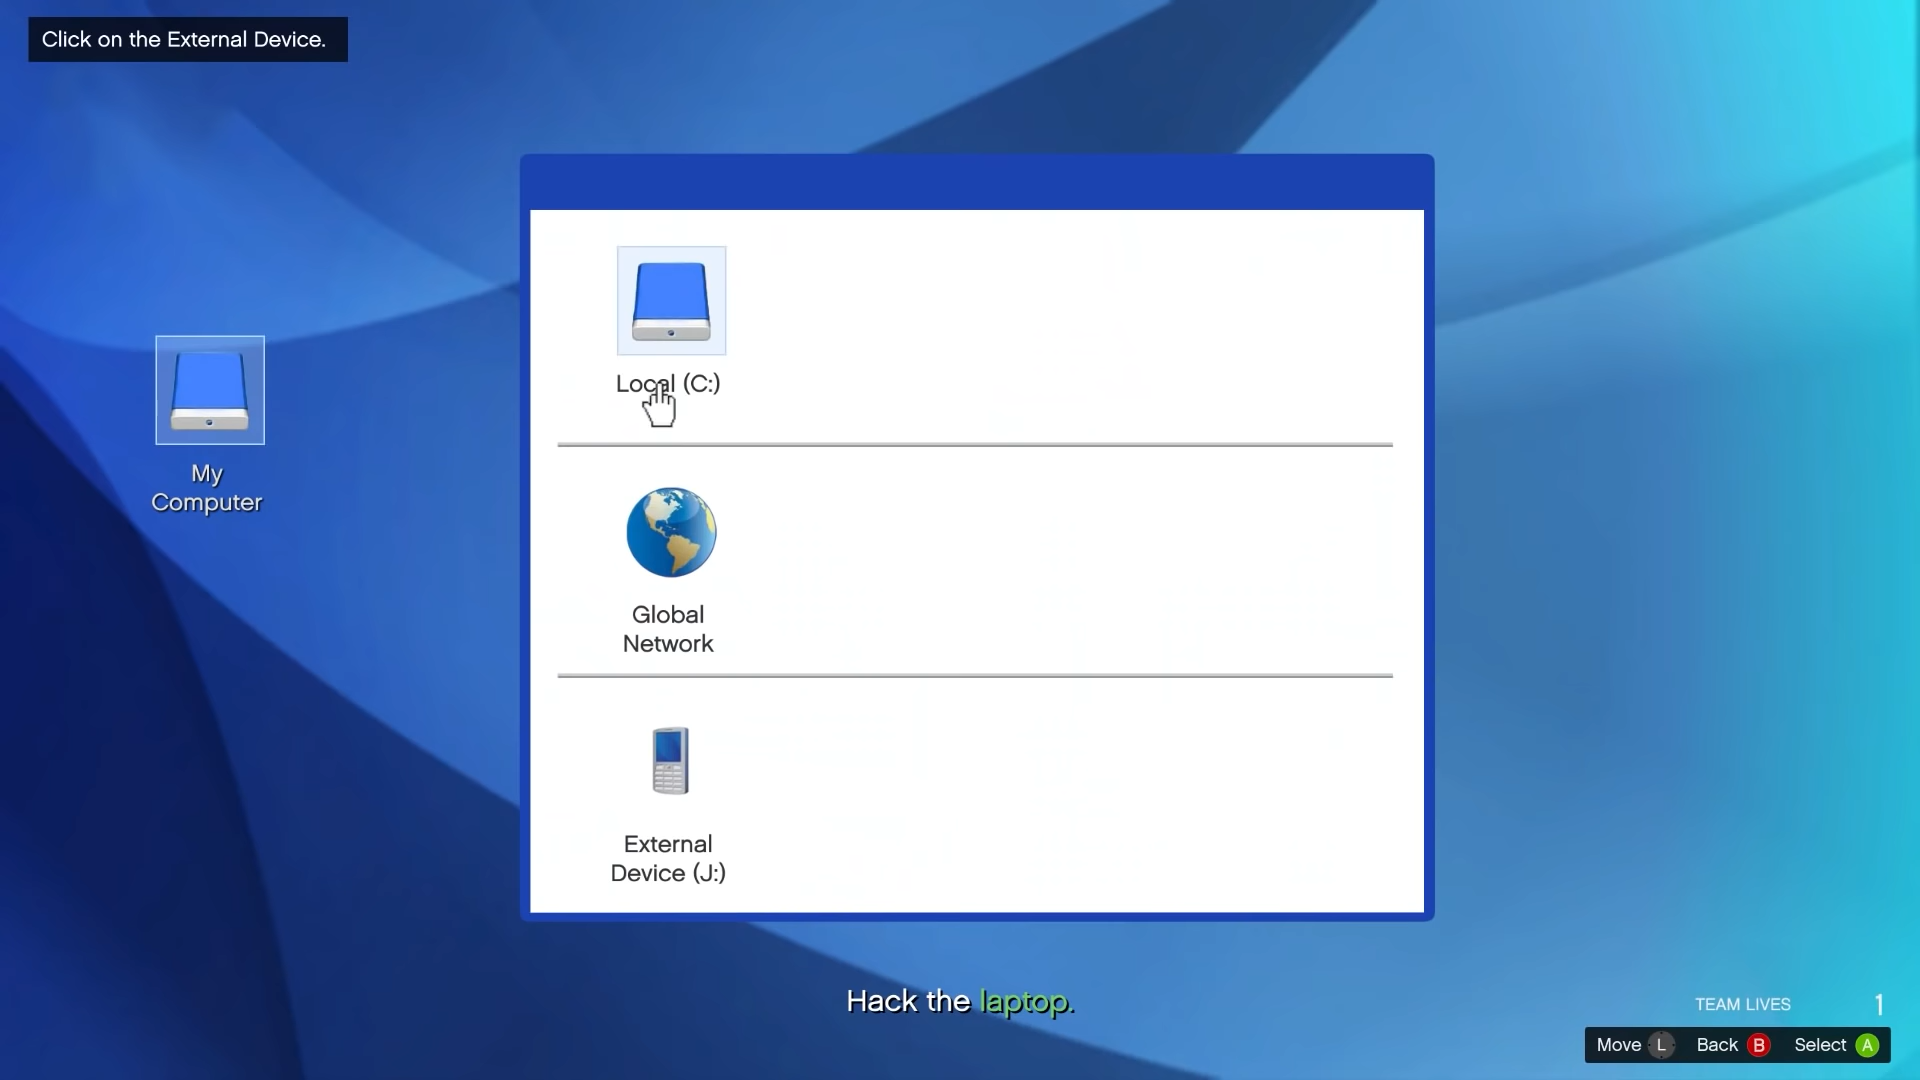 Click on the External Device.
Local (C:)
My
Computer
Global
Network
External
Device (J:)
Hack the laptop.
TEAM LIVES 1
Move L Back B Select A